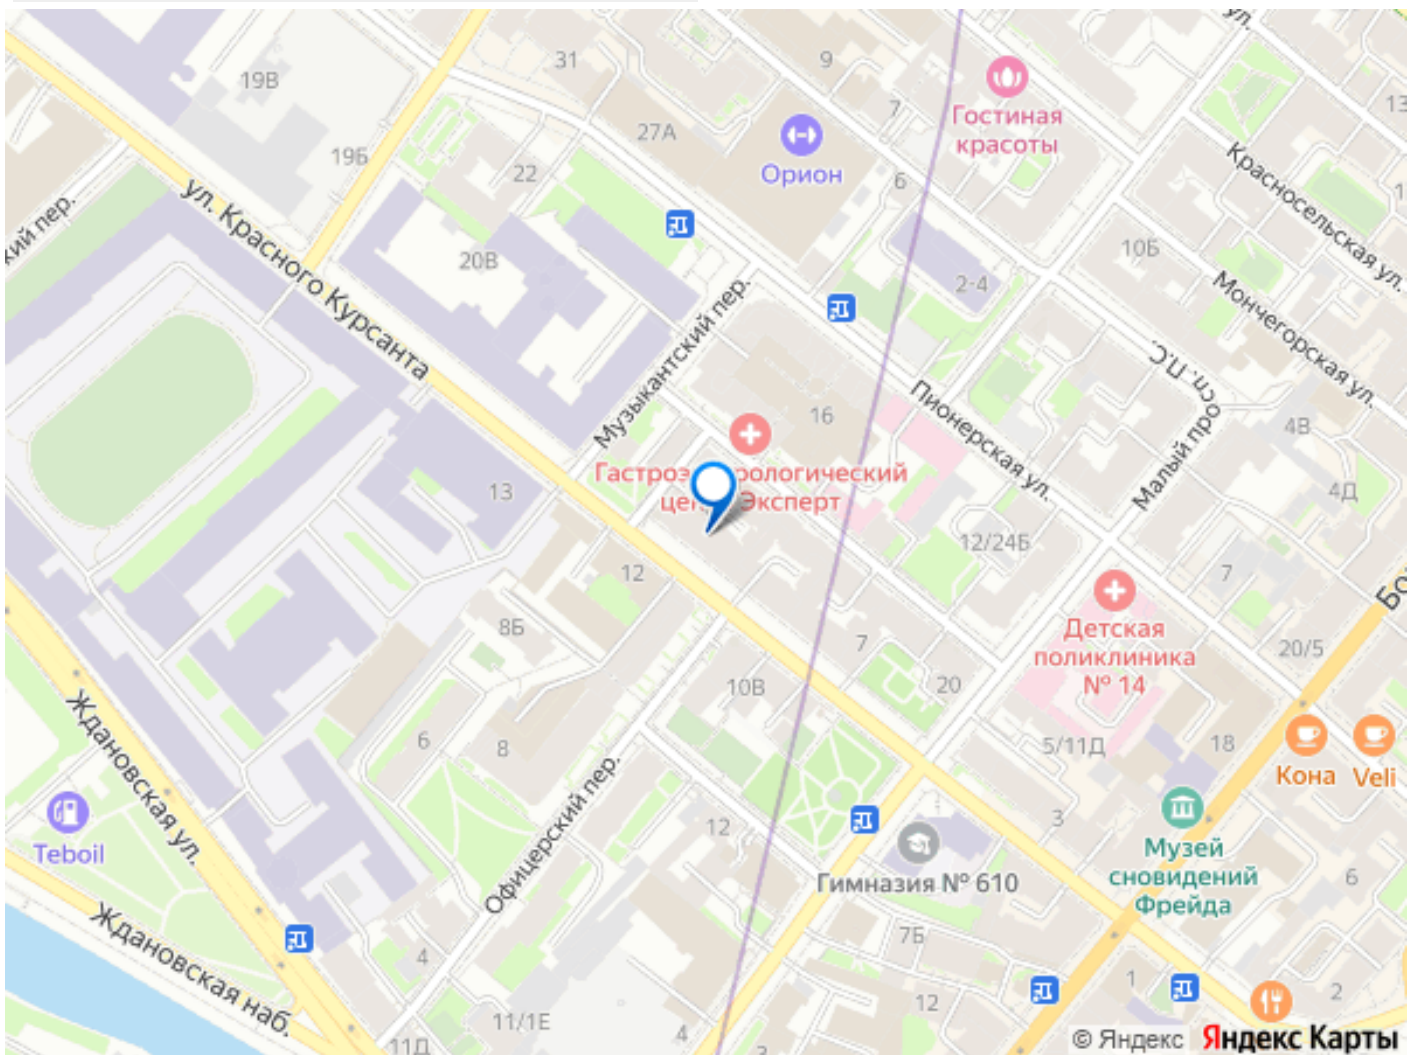 31
9
19В
7
Гостиная
красоты
13
27А
Орион
19Б
22
6
Красносельская ул.
ул. Красного Курсанта
20В
10Б
2-4
Мончегорская ул.
Музыкантский пер.
Малый просп. П.С.
Пионерская ул.
16
4В
Гастроэ рологический
це Эксперт
13
4Д
12/24Б
12
7
Детская
поликлиника
№ 14
8Б
7
20/5
10В
20
Ждановская ул.
6
8
5/11Д
18
Кона
Veli
Офицерский пер.
Teboil
12
3
Музей
сновидений
Фрейда
Гимназия № 610
6
Ждановская наб.
4
7Б
1
2
12
11/1Е
11Д
4
© Яндекс Яндекс Карты